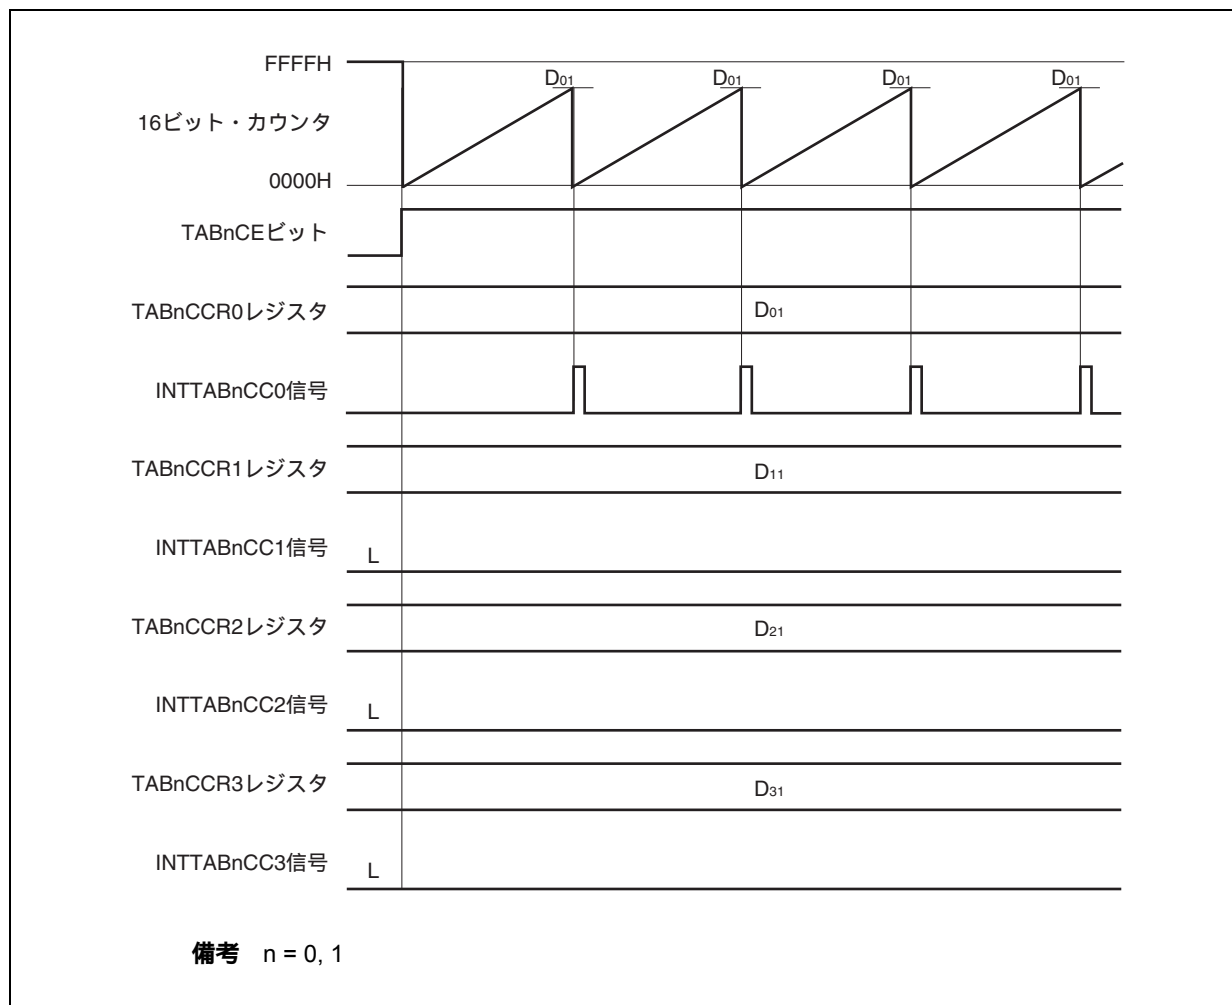 FFFFH
D01 D01 D01 D01
16ビット・カウンタ
0000H
TABnCEビット
TABnCCR0レジスタ D01
INTTABnCC0信号
TABnCCR1レジスタ D11
INTTABnCC1信号 L
TABnCCR2レジスタ D21
INTTABnCC2信号 L
TABnCCR3レジスタ D31
INTTABnCC3信号 L
備考 n = 0, 1